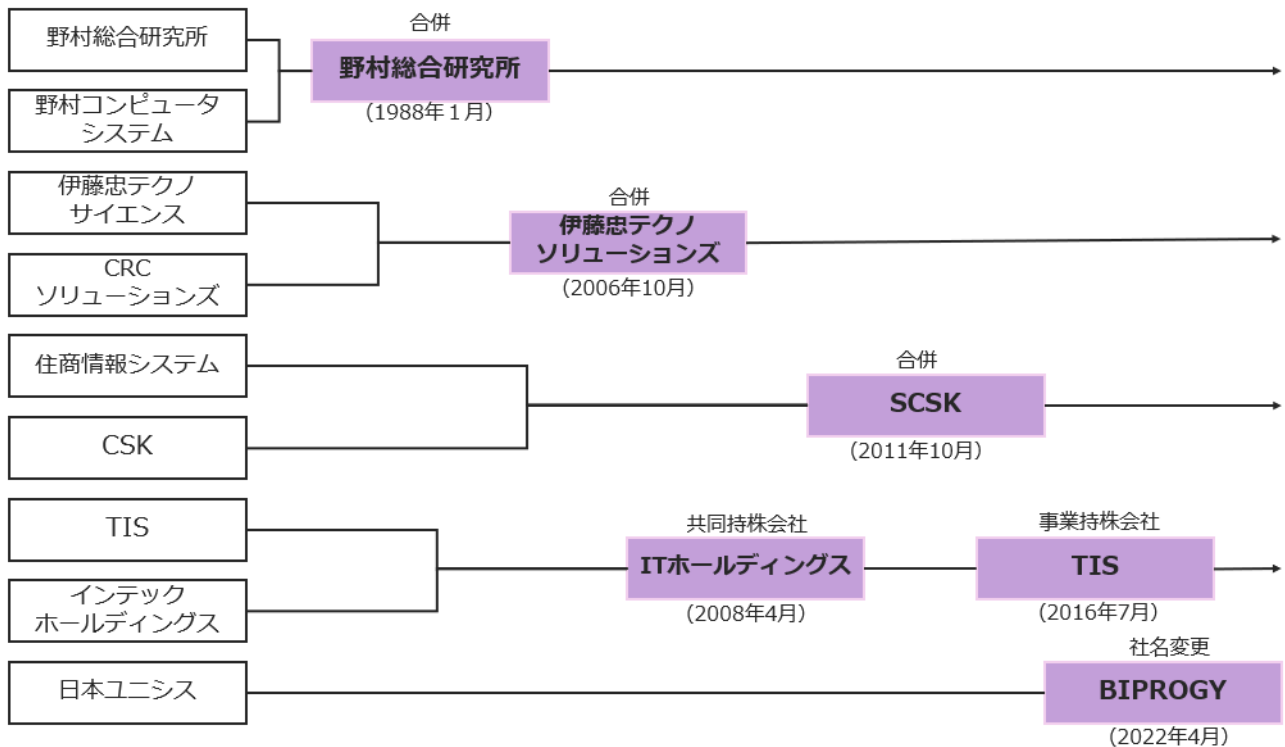 野村総合研究所
野村コンピュータ
システム
合併
野村総合研究所
（1988年１月）
伊藤忠テクノ
サイエンス
CRC
ソリューションズ
合併
伊藤忠テクノ
ソリューションズ
（2006年10月）
住商情報システム
CSK
合併
SCSK
（2011年10月）
TIS
インテック
ホールディングス
共同持株会社
ITホールディングス
（2008年4月）
事業持株会社
TIS
（2016年7月）
日本ユニシス
社名変更
BIPROGY
（2022年4月）